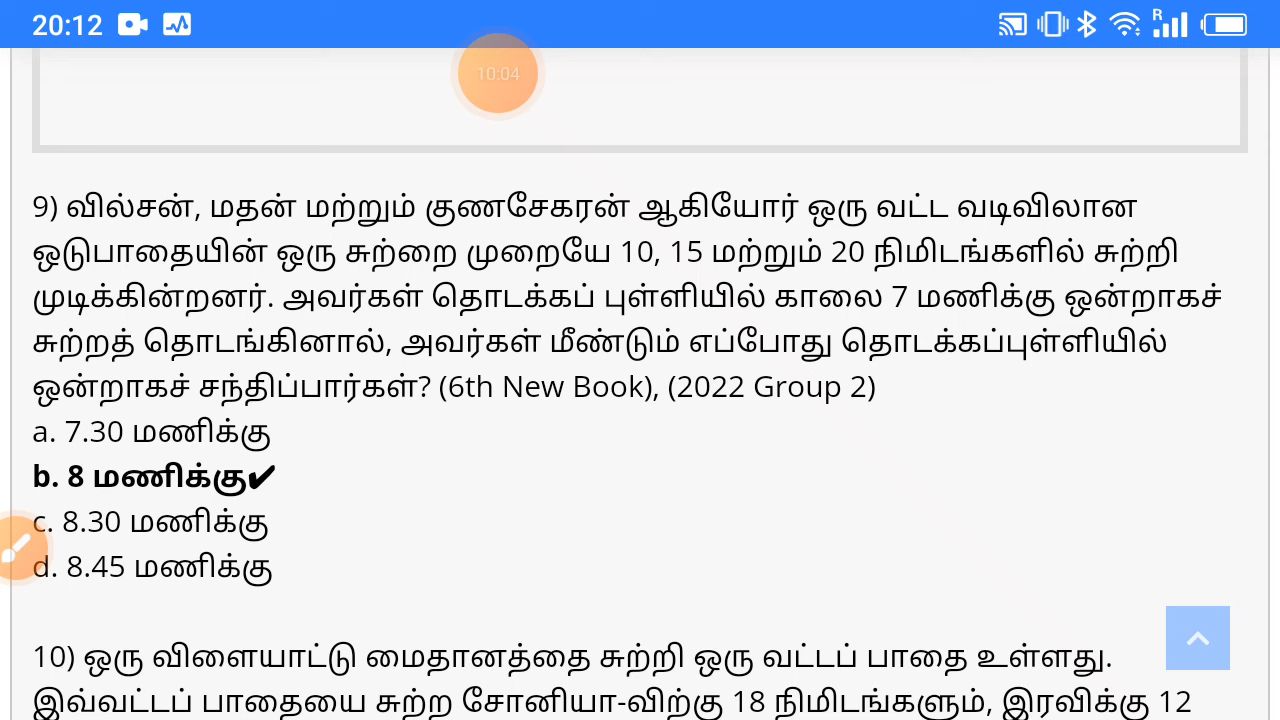 20:12
R
10:04
9) வில்சன், மதன் மற்றும் குணசேகரன் ஆகியோர் ஒரு வட்ட வடிவிலான
ஒடுபாதையின் ஒரு சுற்றை முறையே 10, 15 மற்றும் 20 நிமிடங்களில் சுற்றி
முடிக்கின்றனர். அவர்கள் தொடக்கப் புள்ளியில் காலை 7 மணிக்கு ஒன்றாகச்
சுற்றத் தொடங்கினால், அவர்கள் மீண்டும் எப்போது தொடக்கப்புள்ளியில்
ஒன்றாகச் சந்திப்பார்கள்? (6th New Book), (2022 Group 2)
a. 7.30 மணிக்கு
b. 8 மணிக்கு✔
c. 8.30 மணிக்கு
d. 8.45 மணிக்கு
10) ஒரு விளையாட்டு மைதானத்தை சுற்றி ஒரு வட்டப் பாதை உள்ளது.
இவ்வட்டப் பாதையை சுற்ற சோனியா-விற்கு 18 நிமிடங்களும், இரவிக்கு 12